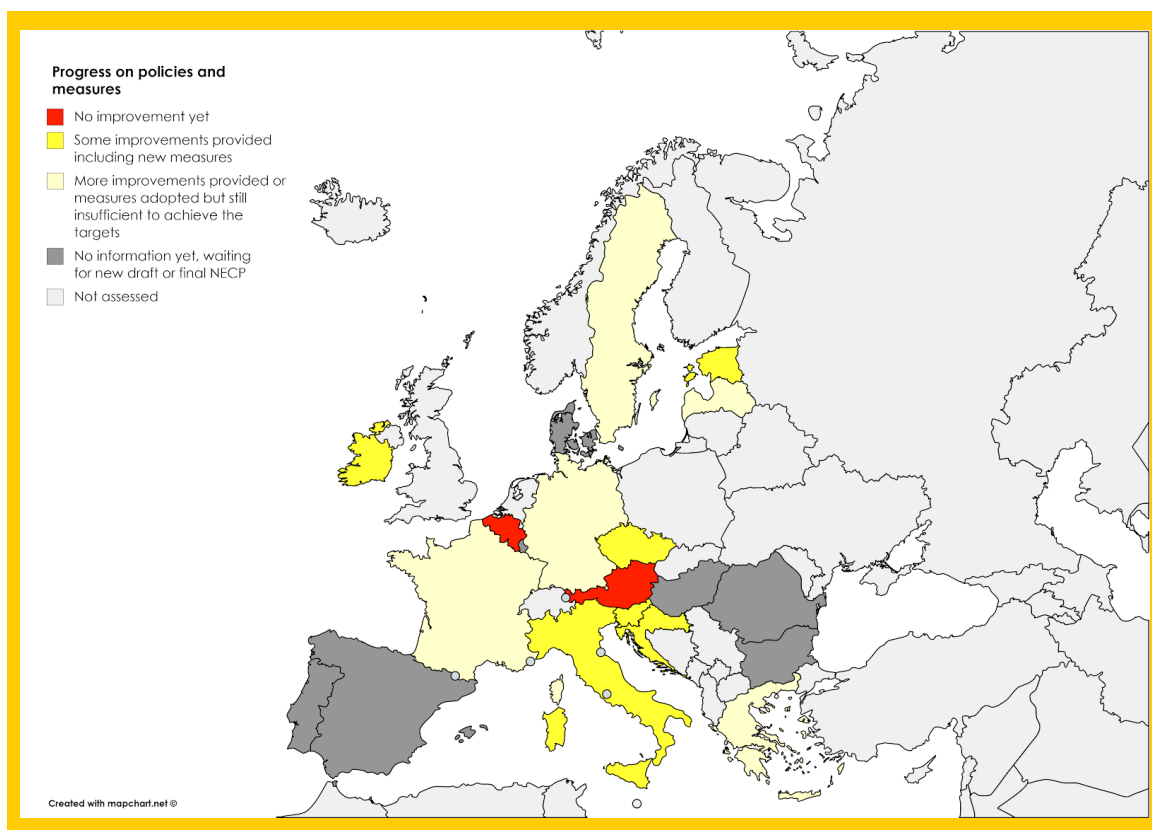 Progress on policies and
measures
No improvement yet
Some improvements provided
including new measures
More improvements provided or
measures adopted but still
insufficient to achieve the
targets
No information yet, waiting
for new draft or final NECP
Not assessed
Created with mapchart.net ©